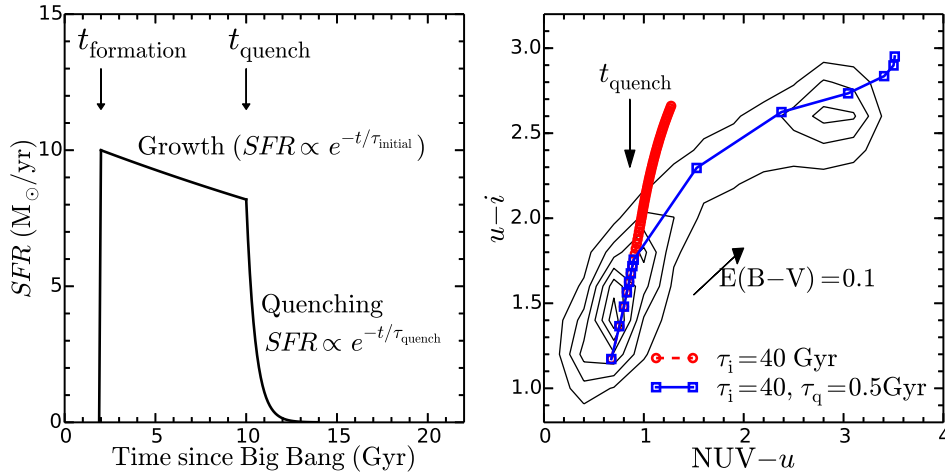 15
10
5
0
t_formation
t_quench
Growth (SFR ∝ e^{-t/τ_initial})
Quenching
SFR ∝ e^{-t/τ_quench}
SFR (M_⊙/yr)
0 5 10 15 20
Time since Big Bang (Gyr)
3.0
2.5
2.0
1.5
1.0
t_quench
E(B−V)=0.1
τ_i=40 Gyr
τ_i=40, τ_q=0.5Gyr
u−i
0 1 2 3 4
NUV−u